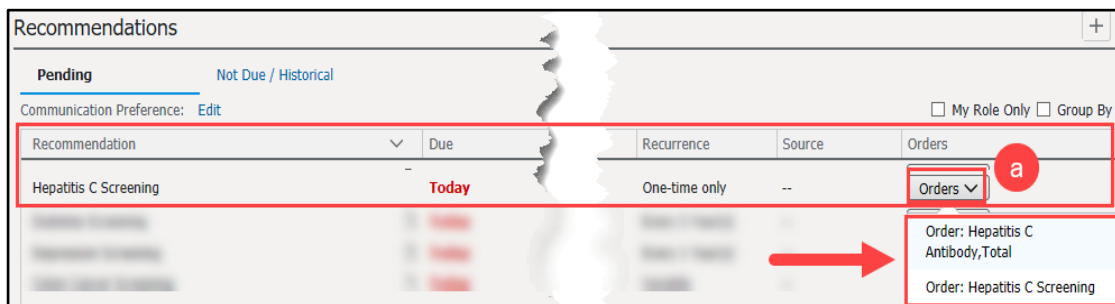 Recommendations +
Pending Not Due / Historical
Communication Preference: Edit My Role Only Group By
Recommendation Due Recurrence Source Orders
a
Hepatitis C Screening Today One-time only -- Orders
Order: Hepatitis C
Antibody,Total
Order: Hepatitis C Screening